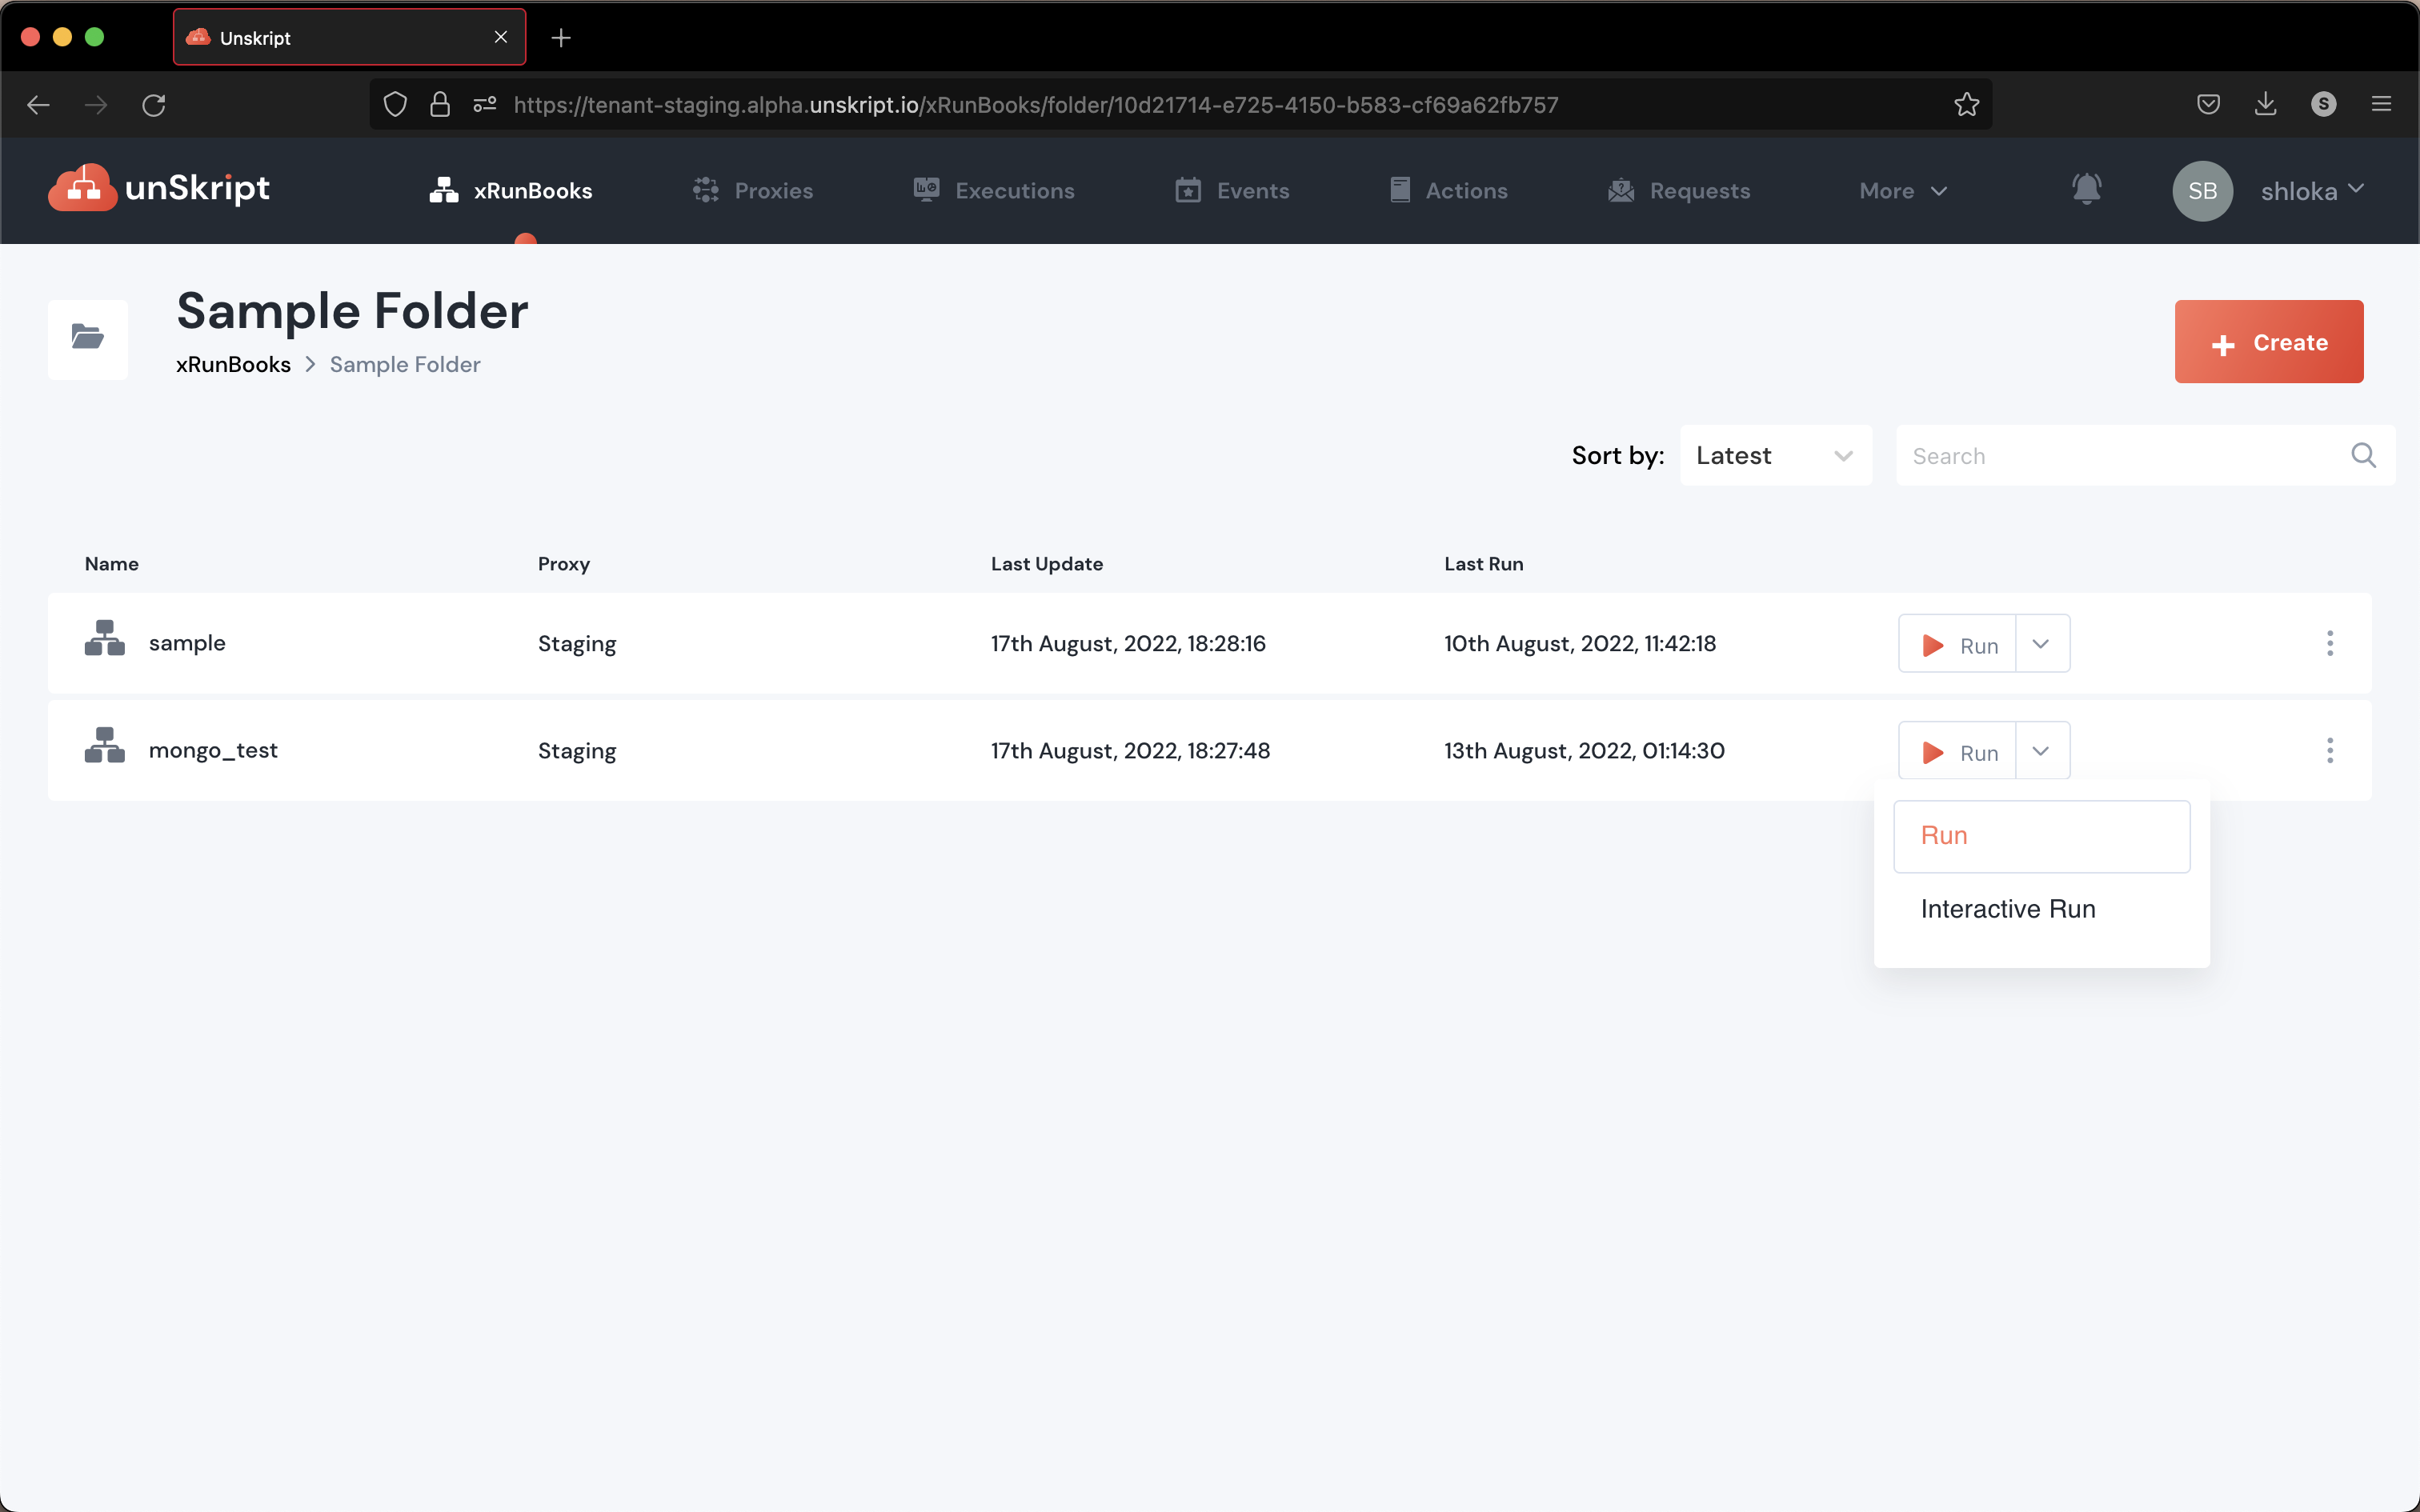 Unskript
https://tenant-staging.alpha.unskript.io/xRunBooks/folder/10d21714-e725-4150-b583-cf69a62fb757
S
unSkript
xRunBooks
Proxies
Executions
Events
Actions
Requests
More
SB
shloka
Sample Folder
xRunBooks > Sample Folder
+ Create
Sort by: Latest
Search
Name Proxy Last Update Last Run
sample Staging 17th August, 2022, 18:28:16 10th August, 2022, 11:42:18 Run
mongo_test Staging 17th August, 2022, 18:27:48 13th August, 2022, 01:14:30 Run
Run
Interactive Run